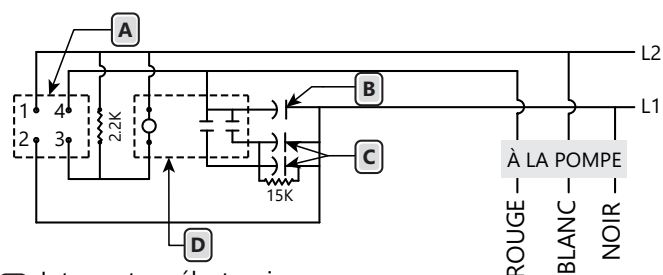 A
L2
B
L1
1 4
2 3
2.2K
C
À LA POMPE
15K
D
ROUGE
BLANC
NOIR